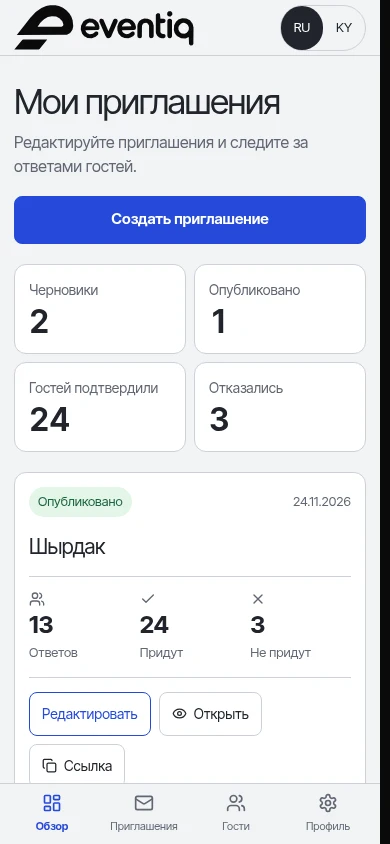 eventiq
RU KY
Мои приглашения
Редактируйте приглашения и следите за
ответами гостей.
Создать приглашение
Черновики
2
Опубликовано
1
Гостей подтвердили
24
Отказались
3
Опубликовано 24.11.2026
Шырдак
13 24 3
Ответов Придут Не придут
Редактировать Открыть
Ссылка
Обзор Приглашения Гости Профиль